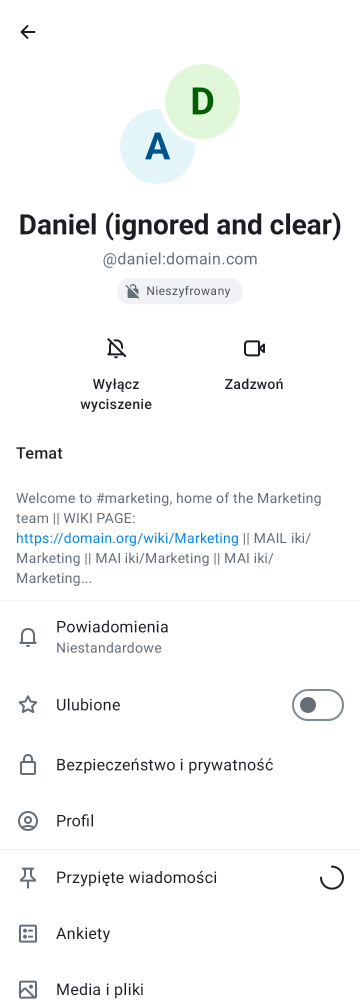 D
A
Daniel (ignored and clear)
@daniel:domain.com
Nieszyfrowany
Wyłącz
wyciszenie
Zadzwoń
Temat
Welcome to #marketing, home of the Marketing
team || WIKI PAGE:
https://domain.org/wiki/Marketing || MAIL iki/
Marketing || MAI iki/Marketing || MAI iki/
Marketing...
Powiadomienia
Niestandardowe
Ulubione
Bezpieczeństwo i prywatność
Profil
Przypięte wiadomości
Ankiety
Media i pliki